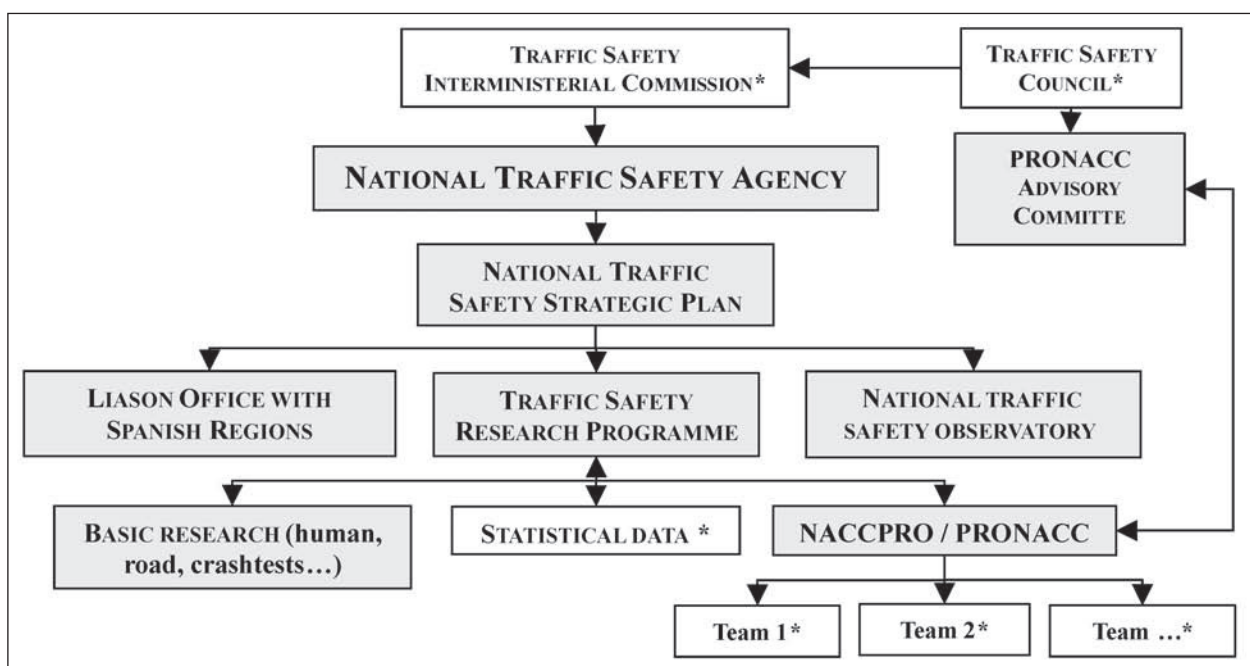 TRAFFIC SAFETY
INTERMINISTERIAL COMMISSION*
TRAFFIC SAFETY
COUNCIL*
NATIONAL TRAFFIC SAFETY AGENCY
PRONACC
ADVISORY
COMMITTE
NATIONAL TRAFFIC
SAFETY STRATEGIC PLAN
LIASON OFFICE WITH
SPANISH REGIONS
TRAFFIC SAFETY
RESEARCH PROGRAMME
NATIONAL TRAFFIC
SAFETY OBSERVATORY
BASIC RESEARCH (human,
road, crashtests...)
STATISTICAL DATA *
NACCPRO / PRONACC
Team 1*
Team 2*
Team ...*